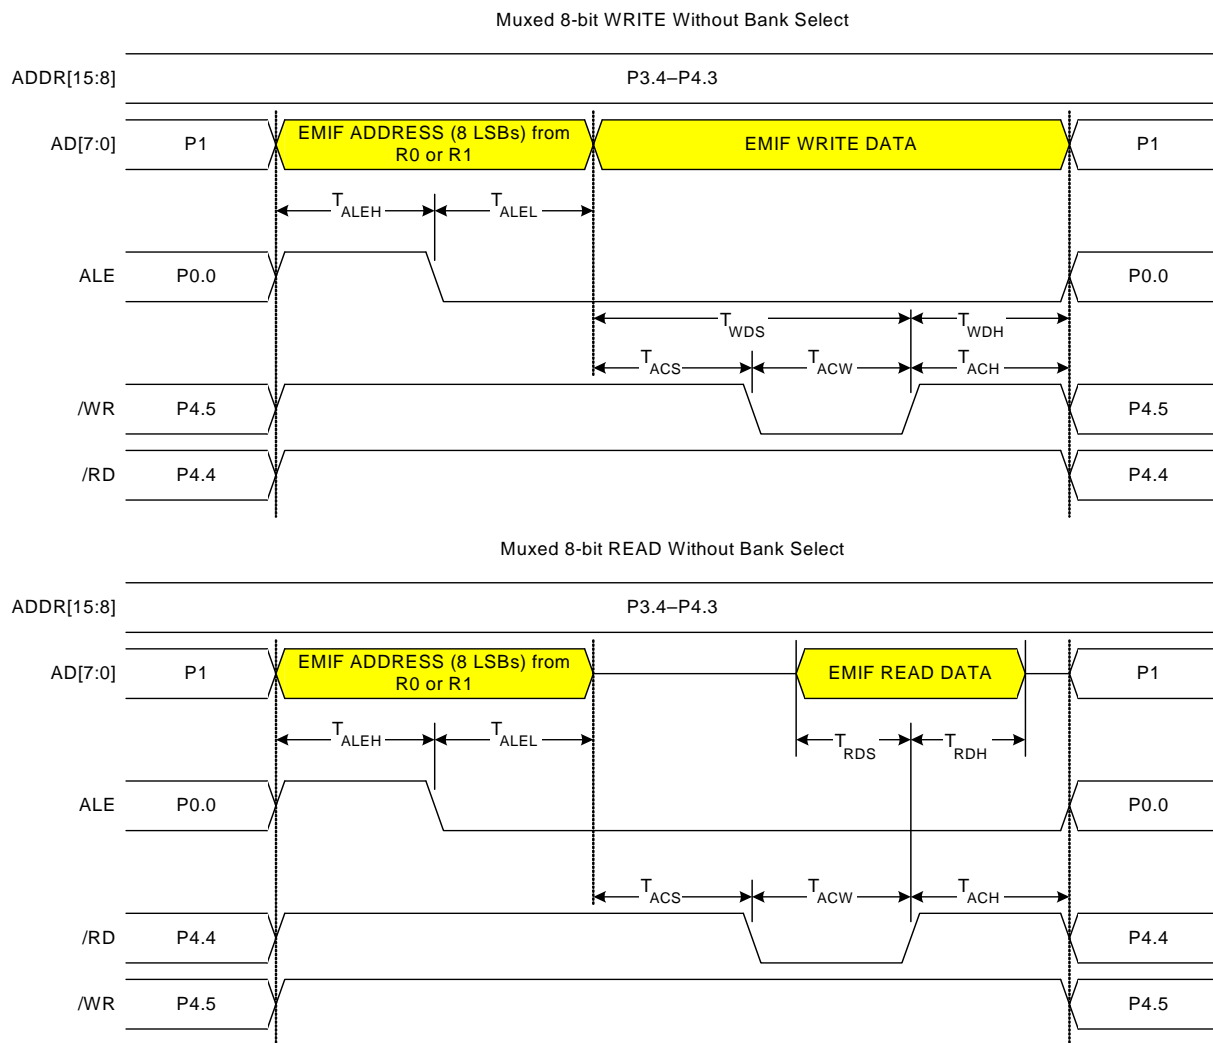 Muxed 8-bit WRITE Without Bank Select
ADDR[15:8] P3.4–P4.3
AD[7:0] P1 EMIF ADDRESS (8 LSBs) from R0 or R1 EMIF WRITE DATA P1
TALEH TALEL
ALE P0.0 P0.0
TWDS TWDH
TACS TACW TACH
/WR P4.5 P4.5
/RD P4.4 P4.4
Muxed 8-bit READ Without Bank Select
ADDR[15:8] P3.4–P4.3
AD[7:0] P1 EMIF ADDRESS (8 LSBs) from R0 or R1 EMIF READ DATA P1
TALEH TALEL TRDS TRDH
ALE P0.0 P0.0
TACS TACW TACH
/RD P4.4 P4.4
/WR P4.5 P4.5